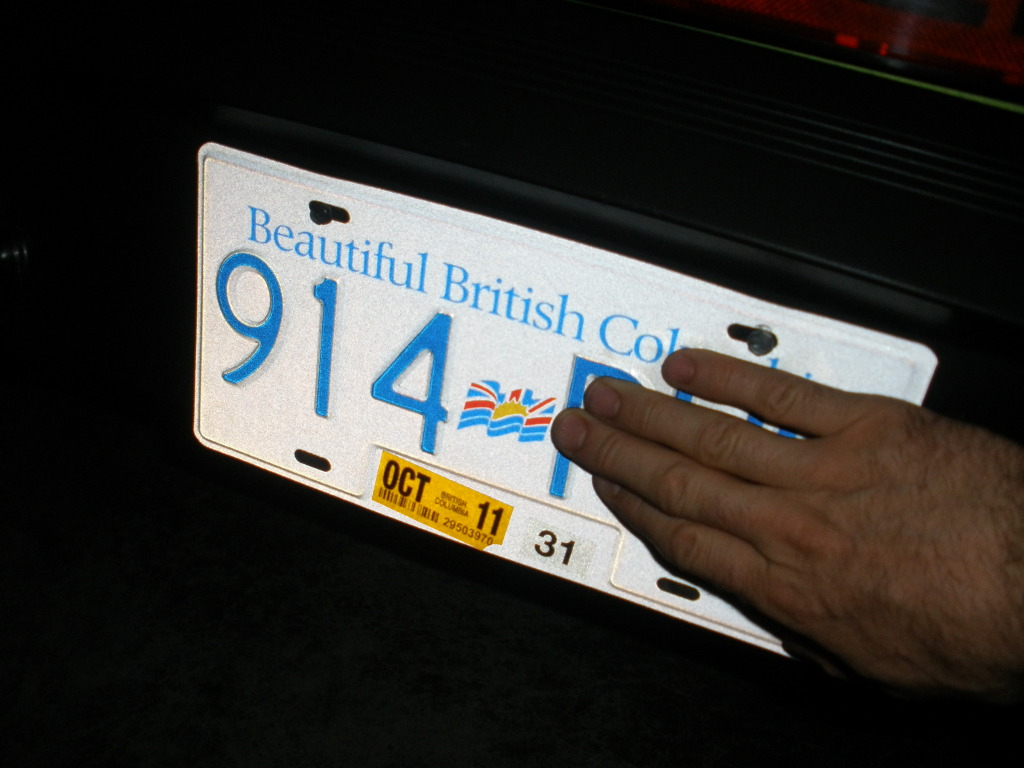 Beautiful British Col
914
OCT
BRITISH
COLUMBIA
11
29503970
31